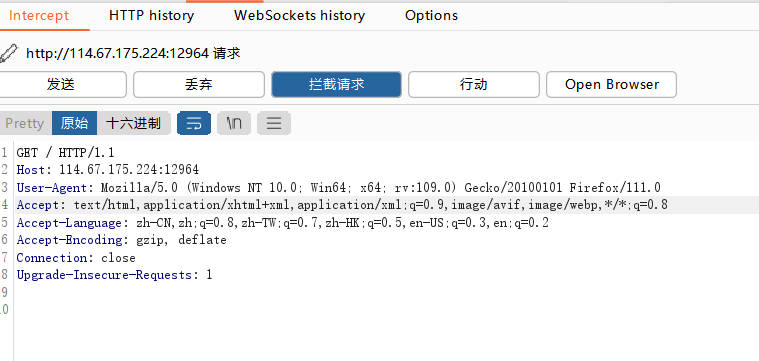 Intercept HTTP history WebSockets history Options
http://114.67.175.224:12964 请求
发送 丢弃 拦截请求 行动 Open Browser
Pretty 原始 十六进制 \n
1 GET / HTTP/1.1
2 Host: 114.67.175.224:12964
3 User-Agent: Mozilla/5.0 (Windows NT 10.0; Win64; x64; rv:109.0) Gecko/20100101 Firefox/111.0
4 Accept: text/html,application/xhtml+xml,application/xml;q=0.9,image/avif,image/webp,*/*;q=0.8
5 Accept-Language: zh-CN,zh;q=0.8,zh-TW;q=0.7,zh-HK;q=0.5,en-US;q=0.3,en;q=0.2
6 Accept-Encoding: gzip, deflate
7 Connection: close
8 Upgrade-Insecure-Requests: 1
9
10